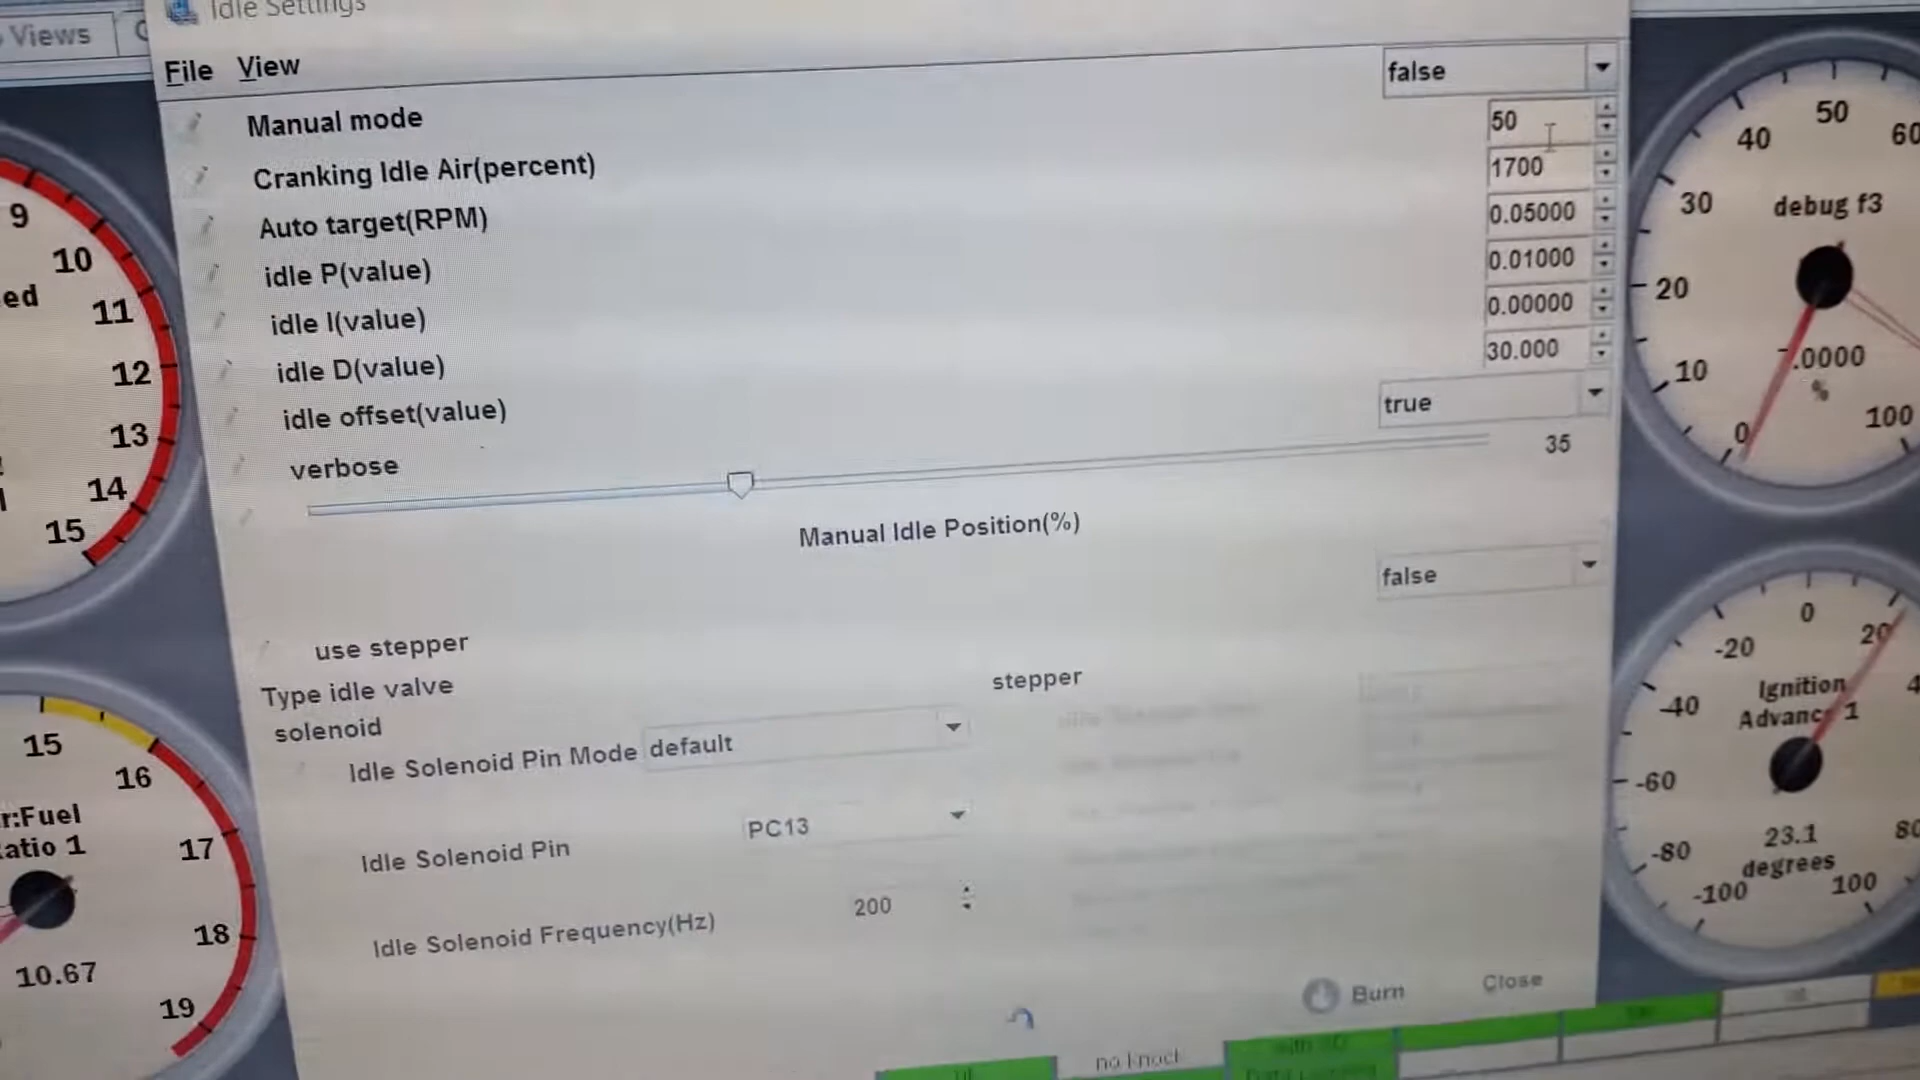 Views
Idle Settings
File View
Manual mode
false
Cranking Idle Air(percent)
50
Auto target(RPM)
1700
idle P(value)
0.05000
idle I(value)
0.01000
idle D(value)
0.00000
idle offset(value)
30.000
verbose
true
35
Manual Idle Position(%)
use stepper
false
Type idle valve
stepper
solenoid
Idle Solenoid Pin Mode default
Idle Solenoid Pin
PC13
Idle Solenoid Frequency(Hz)
200
Burn
Close
no knock
9
10
ed
11
12
13
14
15
15
16
r:Fuel
atio 1
17
18
10.67
19
50
40
60
30
debug f3
20
.0000
10
%
0
100
0
-20
20
-40
Ignition
Advance 1
4
-60
-80
23.1
degrees
80
-100
100